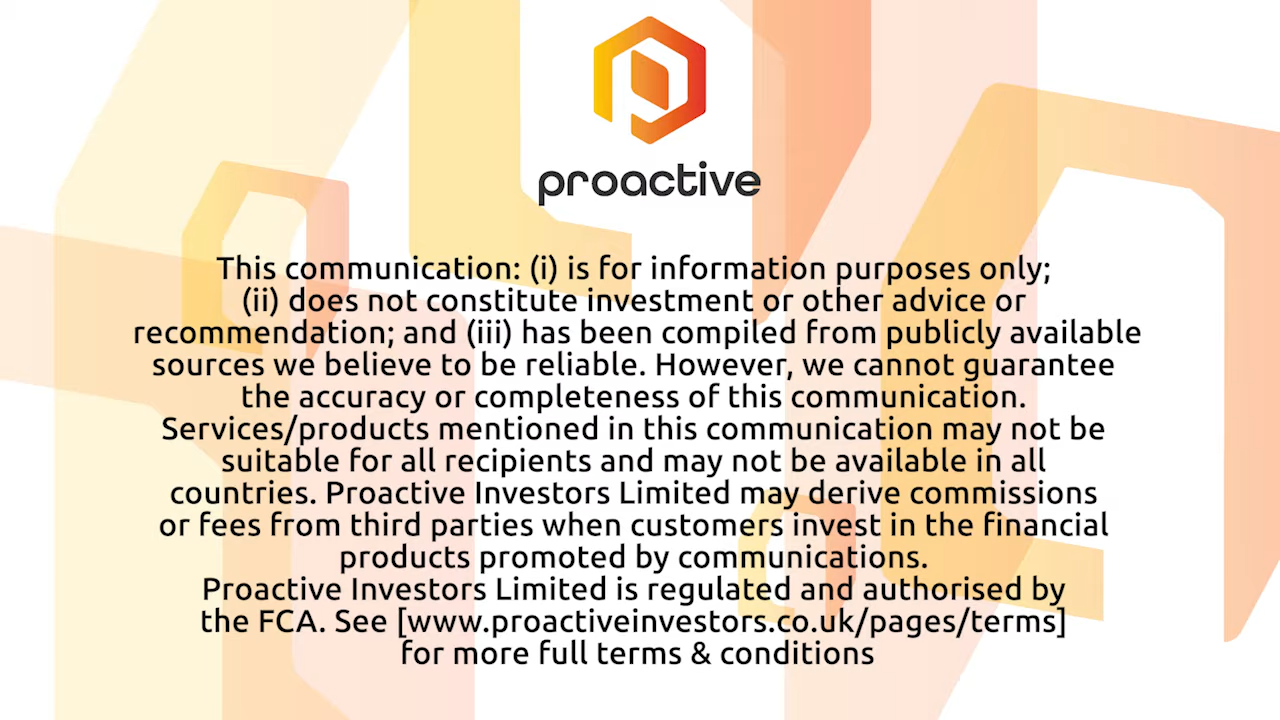 proactive
This communication: (i) is for information purposes only;
(ii) does not constitute investment or other advice or
recommendation; and (iii) has been compiled from publicly available
sources we believe to be reliable. However, we cannot guarantee
the accuracy or completeness of this communication.
Services/products mentioned in this communication may not be
suitable for all recipients and may not be available in all
countries. Proactive Investors Limited may derive commissions
or fees from third parties when customers invest in the financial
products promoted by communications.
Proactive Investors Limited is regulated and authorised by
the FCA. See [www.proactiveinvestors.co.uk/pages/terms]
for more full terms & conditions